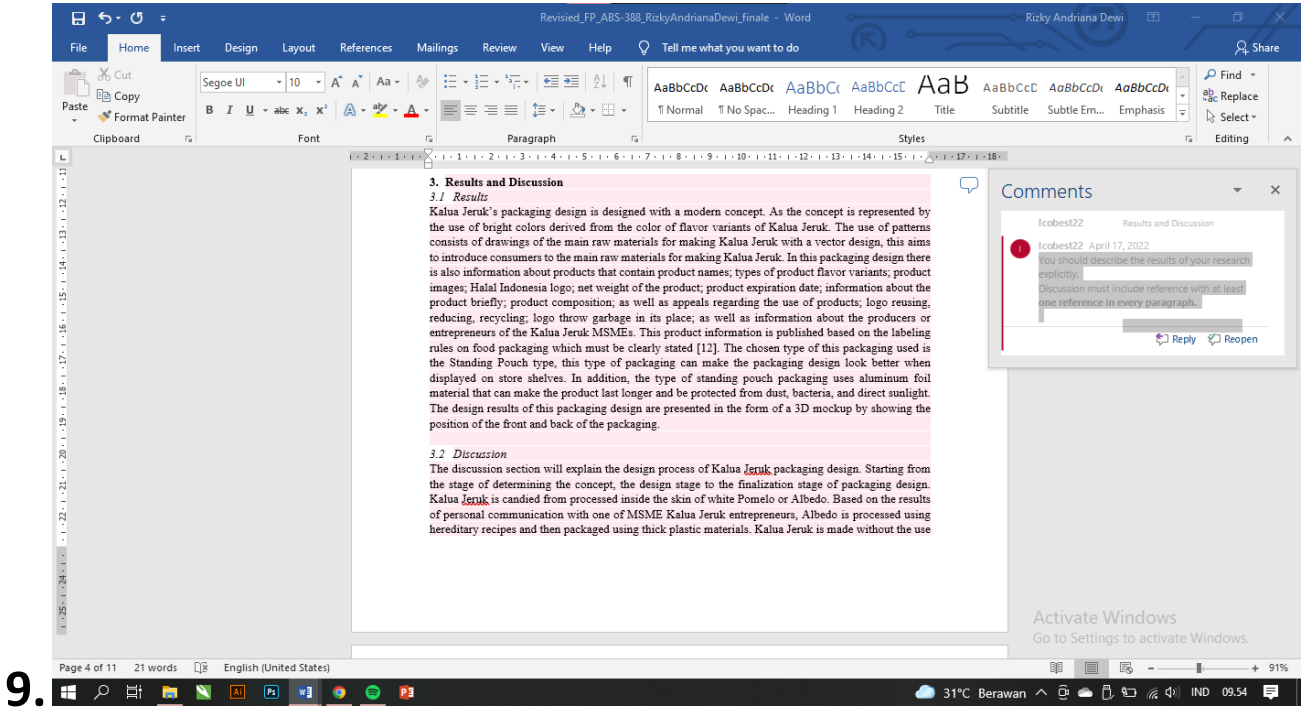 Revisied_FP_ABS-388_RizkyAndrianaDewi_finale - Word
Rizky Andriana Dewi
File Home Insert Design Layout References Mailings Review View Help Tell me what you want to do Share
Cut
Copy
Paste
Format Painter
Segoe UI 10
AaBbCcDc AaBbCcDc AaBbCc AaBbCcC AaB AaBbCcC AaBbCcDc AaBbCcDc
¶ Normal ¶ No Spac... Heading 1 Heading 2 Title Subtitle Subtle Em... Emphasis
Find
Replace
Select
Clipboard Font Paragraph Styles Editing
3. Results and Discussion
3.1 Results
Kalua Jeruk's packaging design is designed with a modern concept. As the concept is represented by
the use of bright colors derived from the color of flavor variants of Kalua Jeruk. The use of patterns
consists of drawings of the main raw materials for making Kalua Jeruk with a vector design, this aims
to introduce consumers to the main raw materials for making Kalua Jeruk. In this packaging design there
is also information about products that contain product names; types of product flavor variants; product
images; Halal Indonesia logo; net weight of the product; product expiration date; information about the
product briefly; product composition; as well as appeals regarding the use of products; logo reusing,
reducing, recycling; logo throw garbage in its place; as well as information about the producers or
entrepreneurs of the Kalua Jeruk MSMEs. This product information is published based on the labeling
rules on food packaging which must be clearly stated [12]. The chosen type of this packaging used is
the Standing Pouch type, this type of packaging can make the packaging design look better when
displayed on store shelves. In addition, the type of standing pouch packaging uses aluminum foil
material that can make the product last longer and be protected from dust, bacteria, and direct sunlight.
The design results of this packaging design are presented in the form of a 3D mockup by showing the
position of the front and back of the packaging.
3.2 Discussion
The discussion section will explain the design process of Kalua Jeruk packaging design. Starting from
the stage of determining the concept, the design stage to the finalization stage of packaging design.
Kalua Jeruk is candied from processed inside the skin of white Pomelo or Albedo. Based on the results
of personal communication with one of MSME Kalua Jeruk entrepreneurs, Albedo is processed using
hereditary recipes and then packaged using thick plastic materials. Kalua Jeruk is made without the use
Comments
Icobest22 Results and Discussion
Icobest22 April 17, 2022
You should describe the results of your research
explicitly.
Discussion must include reference with at least
one reference in every paragraph.
Reply Reopen
Activate Windows
Go to Settings to activate Windows.
Page 4 of 11 21 words English (United States) 91%
9.
31°C Berawan IND 09.54